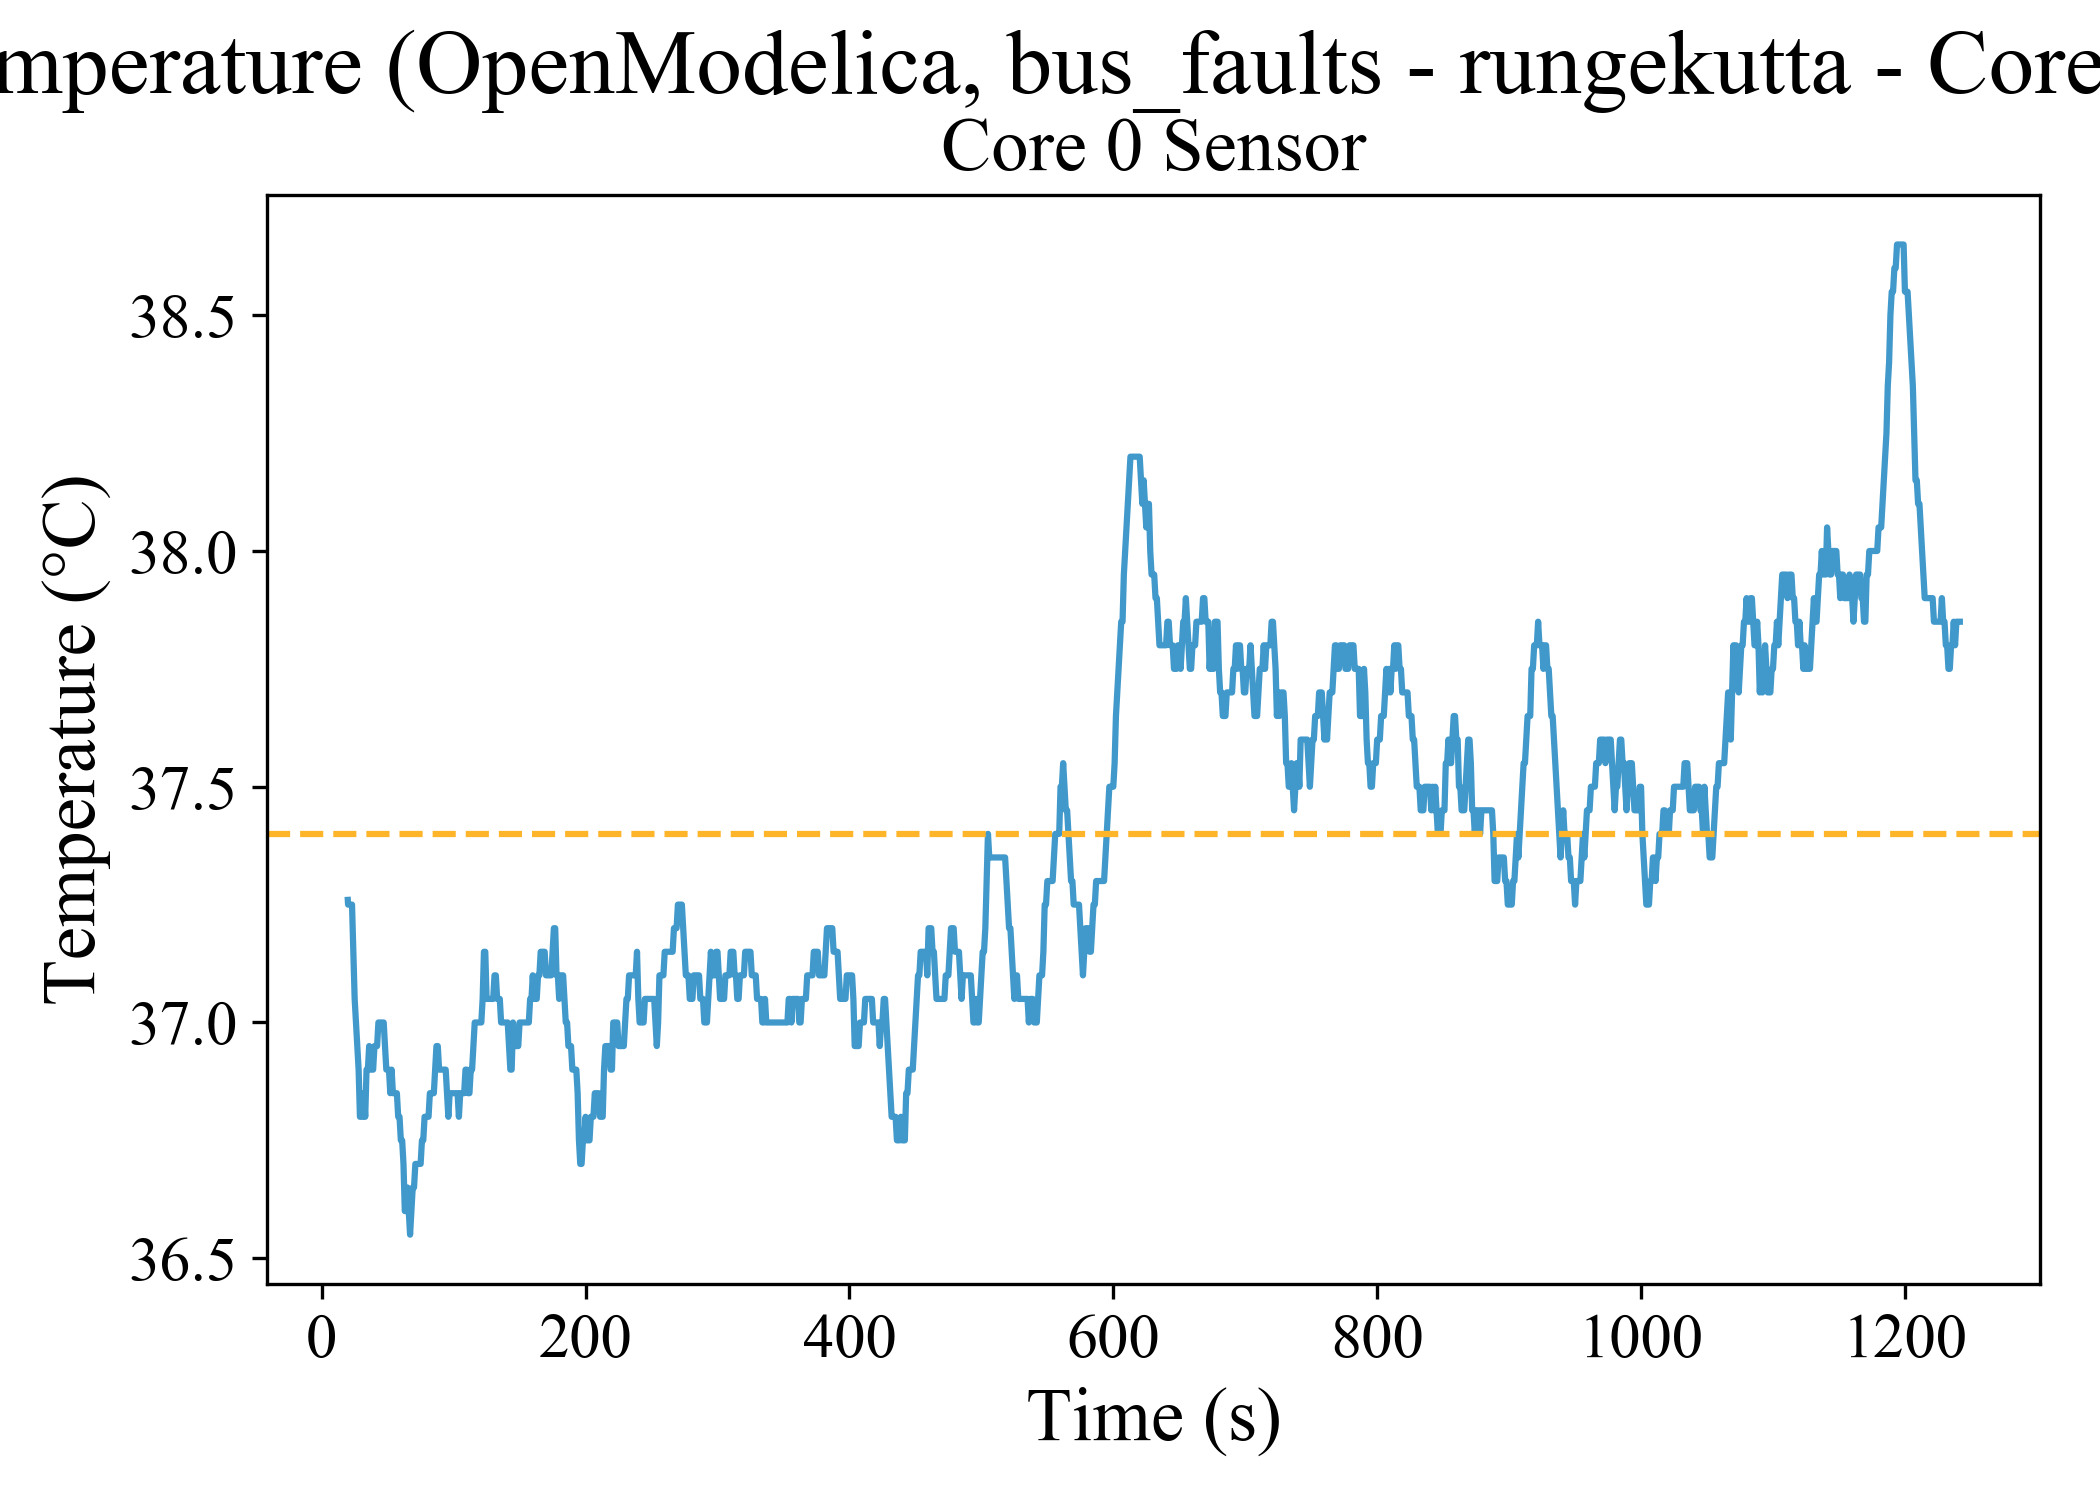 mperature (OpenModelica, bus_faults - rungekutta - Core
Core 0 Sensor
Temperature (°C)
38.5
38.0
37.5
37.0
36.5
0 200 400 600 800 1000 1200
Time (s)